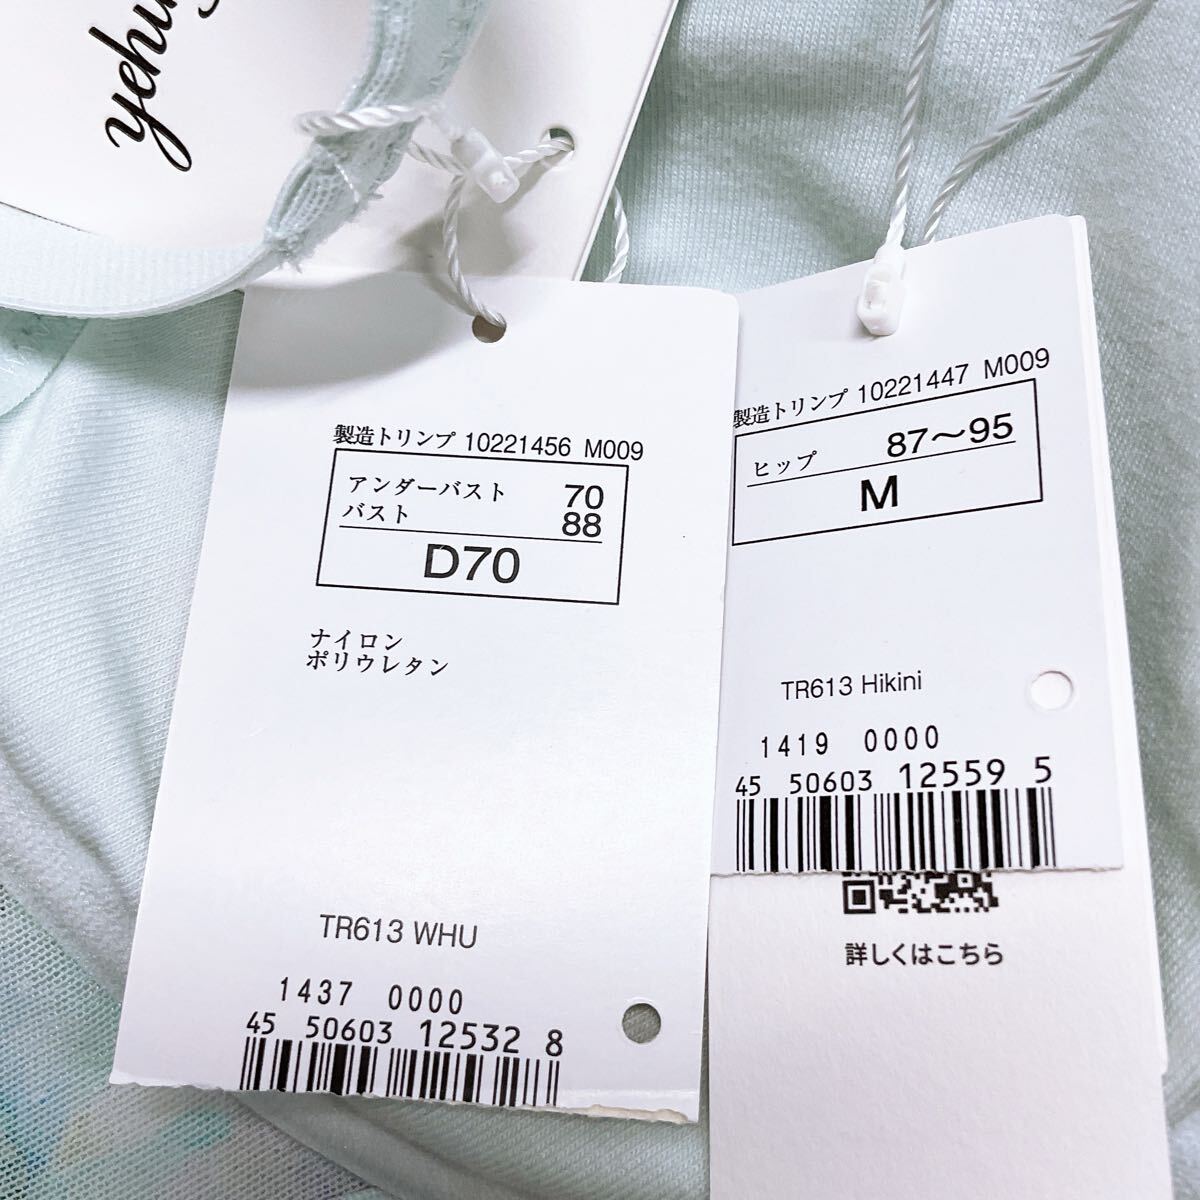 製造トリンプ 10221456 M009
アンダーバスト 70
バスト 88
D70
ナイロン
ポリウレタン
TR613 WHU
1437 0000
45 50603 12532 8
製造トリンプ 10221447 M009
ヒップ 87～95
M
TR613 Hikini
1419 0000
45 50603 12559 5
詳しくはこちら